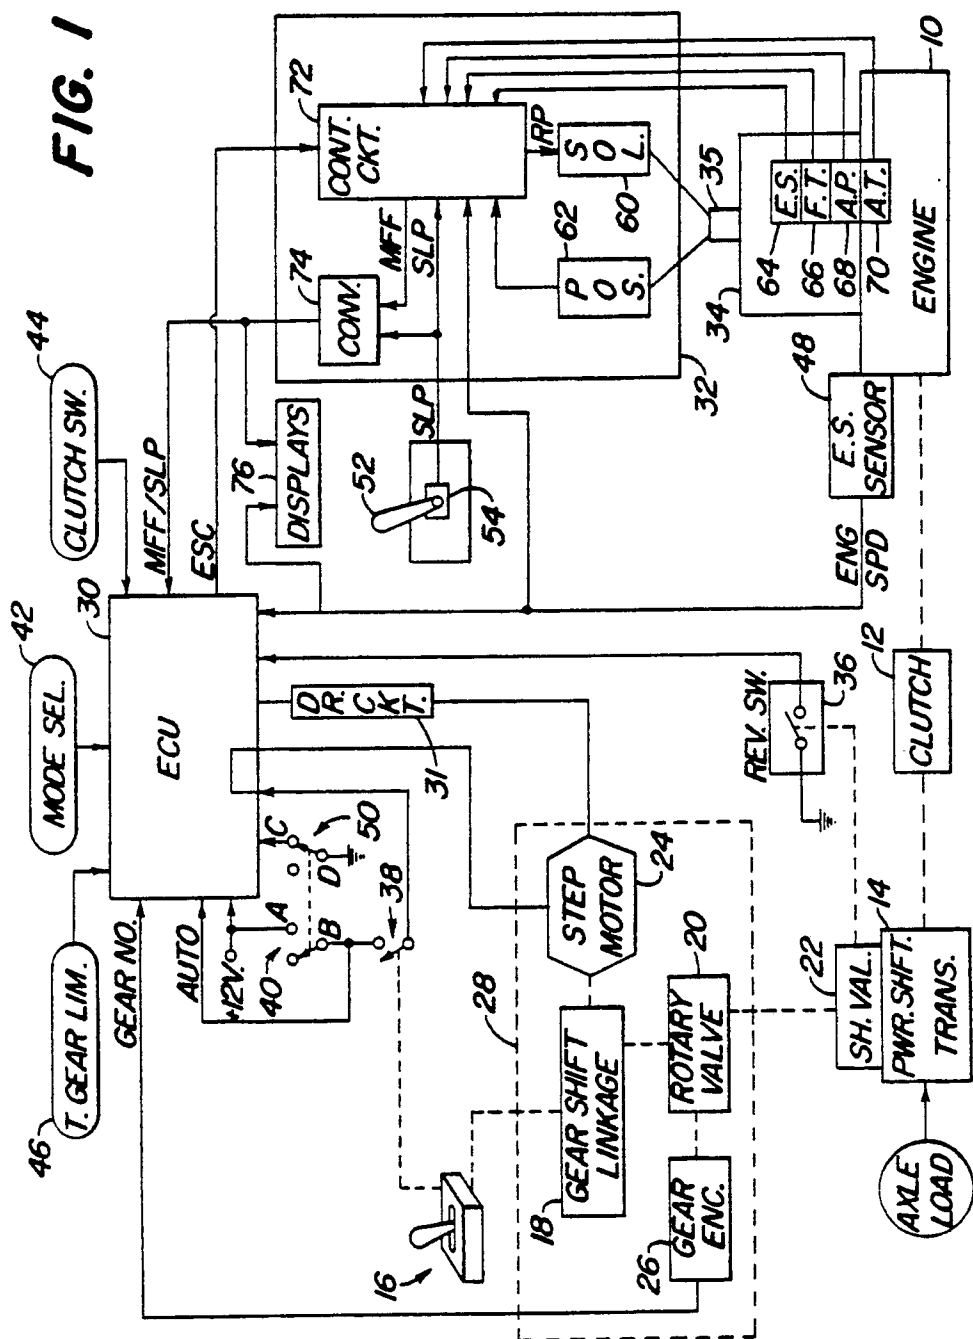 FIG. 1
46
T. GEAR LIM.
42
MODE SEL.
44
CLUTCH SW.
30
ECU
GEAR NO.
AUTO
+12V.
A
B
C
D
40
50
38
MFF/SLP
ESC
76
DISPLAYS
52
54
SLP
74
CONV.
MFF
SLP
72
CONT.
CKT.
RP
SOL.
60
62
POS.
32
35
34
64
E.S.
66
F.T.
68
A.P.
70
A.T.
10
ENGINE
48
E.S.
SENSOR
ENG
SPD
DR. CKT.
31
REV. SW.
36
12
CLUTCH
16
28
STEP
MOTOR
24
18
GEAR SHIFT
LINKAGE
20
ROTARY
VALVE
26
GEAR
ENC.
22
SH. VAL.
14
PWR. SHFT.
TRANS.
AXLE
LOAD